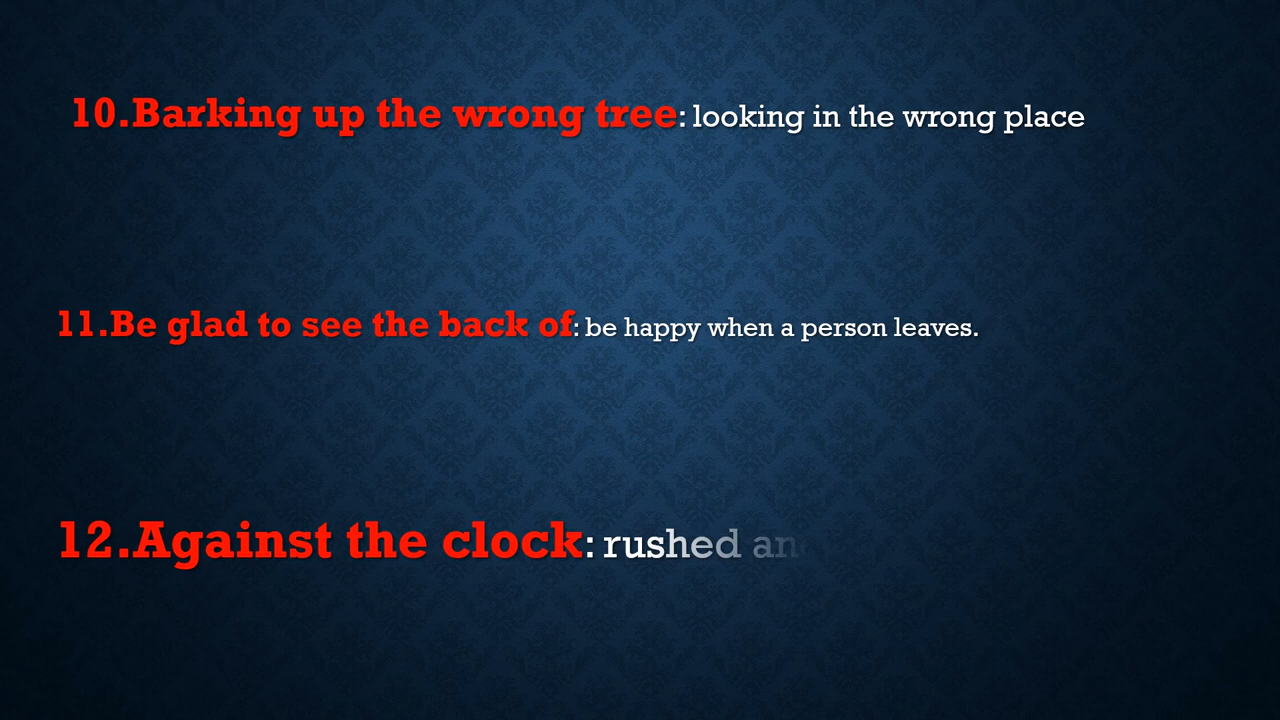 10.Barking up the wrong tree: looking in the wrong place
11.Be glad to see the back of: be happy when a person leaves.
12.Against the clock: rushed